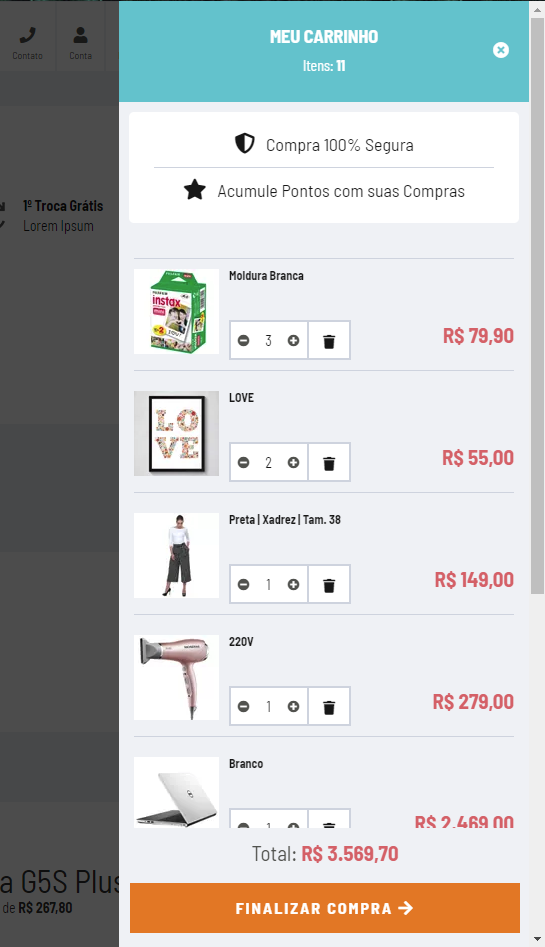 MEU CARRINHO
Itens: 11
Contato
Conta
Compra 100% Segura
Acumule Pontos com suas Compras
1º Troca Grátis
Lorem Ipsum
Moldura Branca
instax
3
R$ 79,90
LOVE
LO
VE
2
R$ 55,00
Preta | Xadrez | Tam. 38
1
R$ 149,00
220V
1
R$ 279,00
Branco
1
R$ 2.469,00
Total: R$ 3.569,70
a G5S Plus
de R$ 267,80
FINALIZAR COMPRA